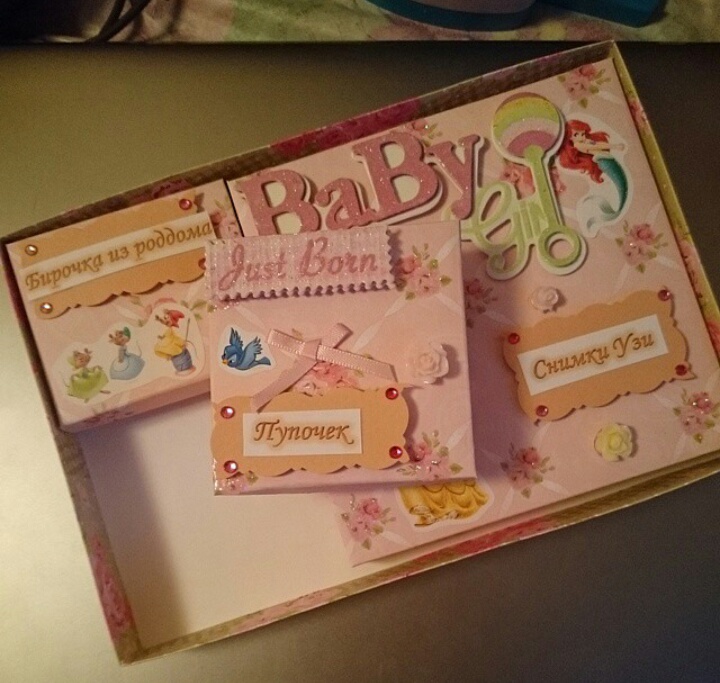 BaBy
Girl
Бирочка из роддома
Just Born
Снимки Узи
Пупочек